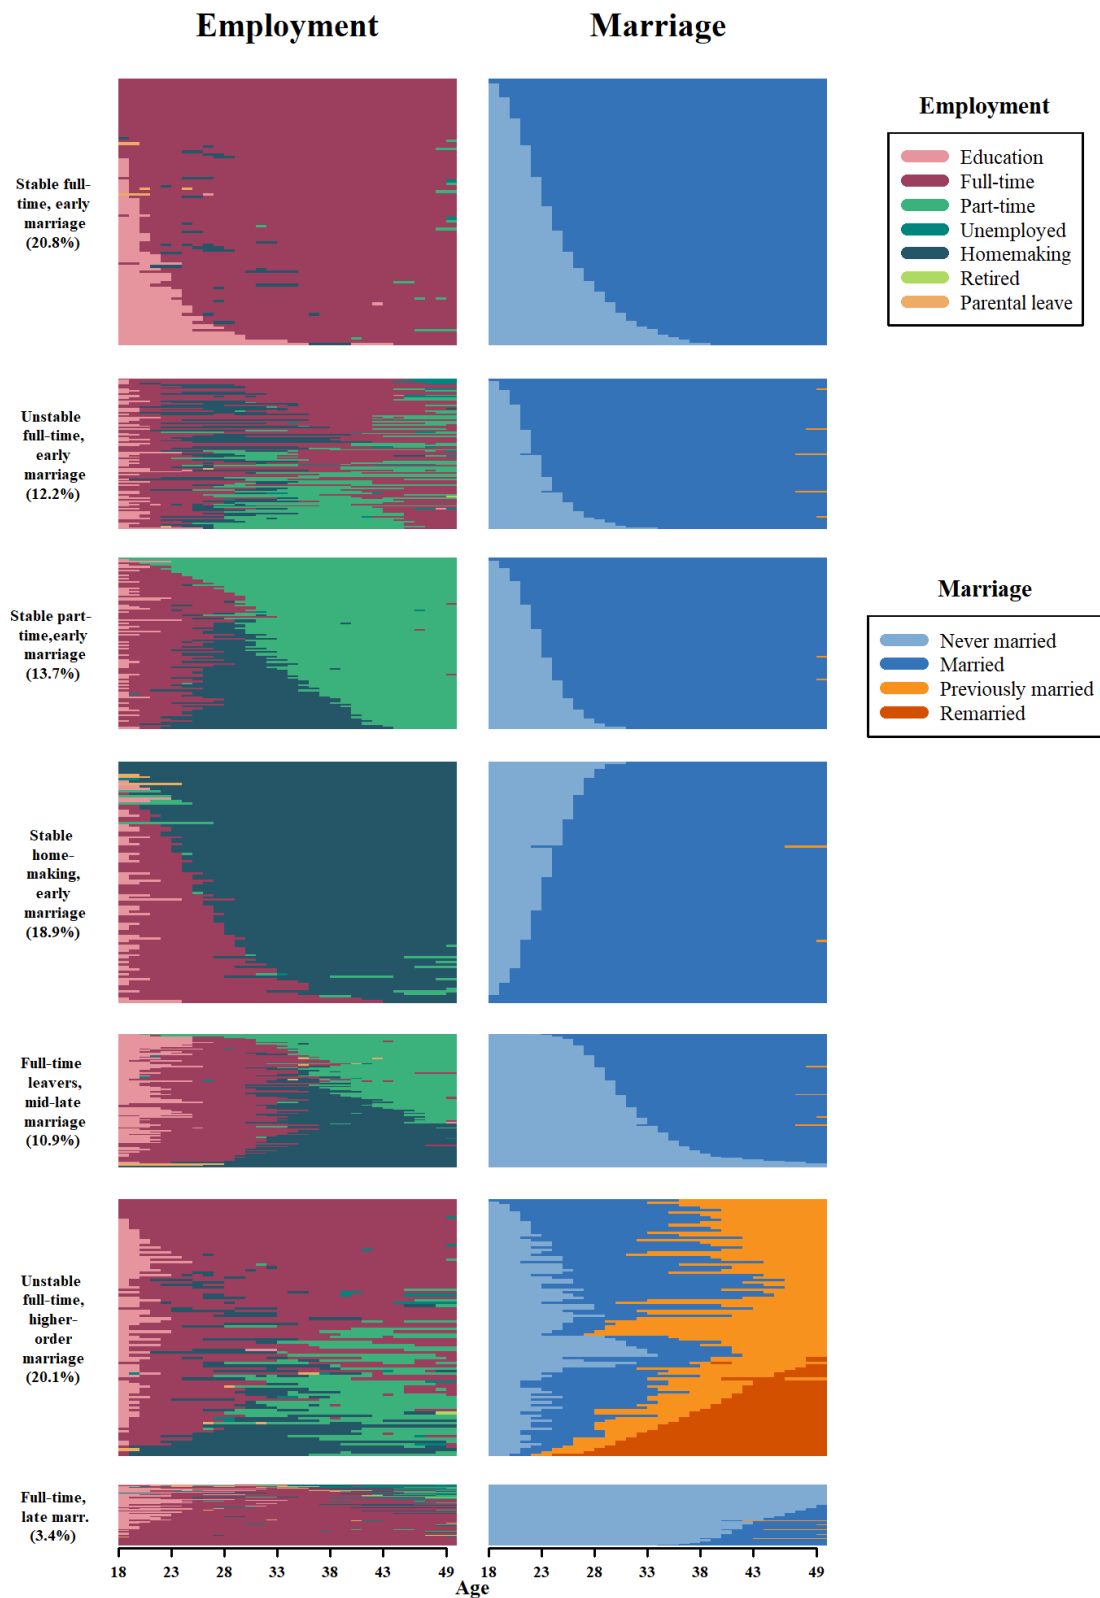 Employment
Marriage
Stable full-
time, early
marriage
(20.8%)
Unstable
full-time,
early
marriage
(12.2%)
Stable part-
time,early
marriage
(13.7%)
Stable
home-
making,
early
marriage
(18.9%)
Full-time
leavers,
mid-late
marriage
(10.9%)
Unstable
full-time,
higher-
order
marriage
(20.1%)
Full-time,
late marr.
(3.4%)
18 23 28 33 38 43 49
18 23 28 33 38 43 49
Age
Employment
Education
Full-time
Part-time
Unemployed
Homemaking
Retired
Parental leave
Marriage
Never married
Married
Previously married
Remarried